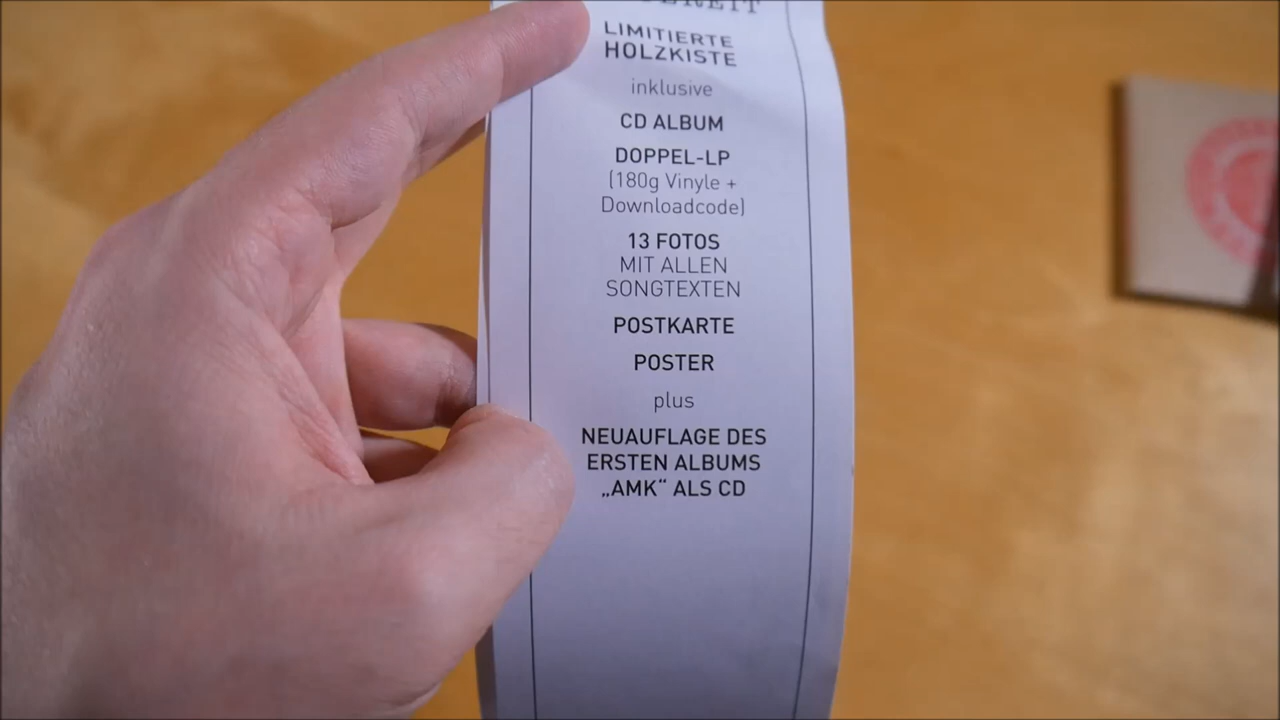 LIMITIERTE
HOLZKISTE
inklusive
CD ALBUM
DOPPEL-LP
(180g Vinyle +
Downloadcode)
13 FOTOS
MIT ALLEN
SONGTEXTEN
POSTKARTE
POSTER
plus
NEUAUFLAGE DES
ERSTEN ALBUMS
„AMK“ ALS CD